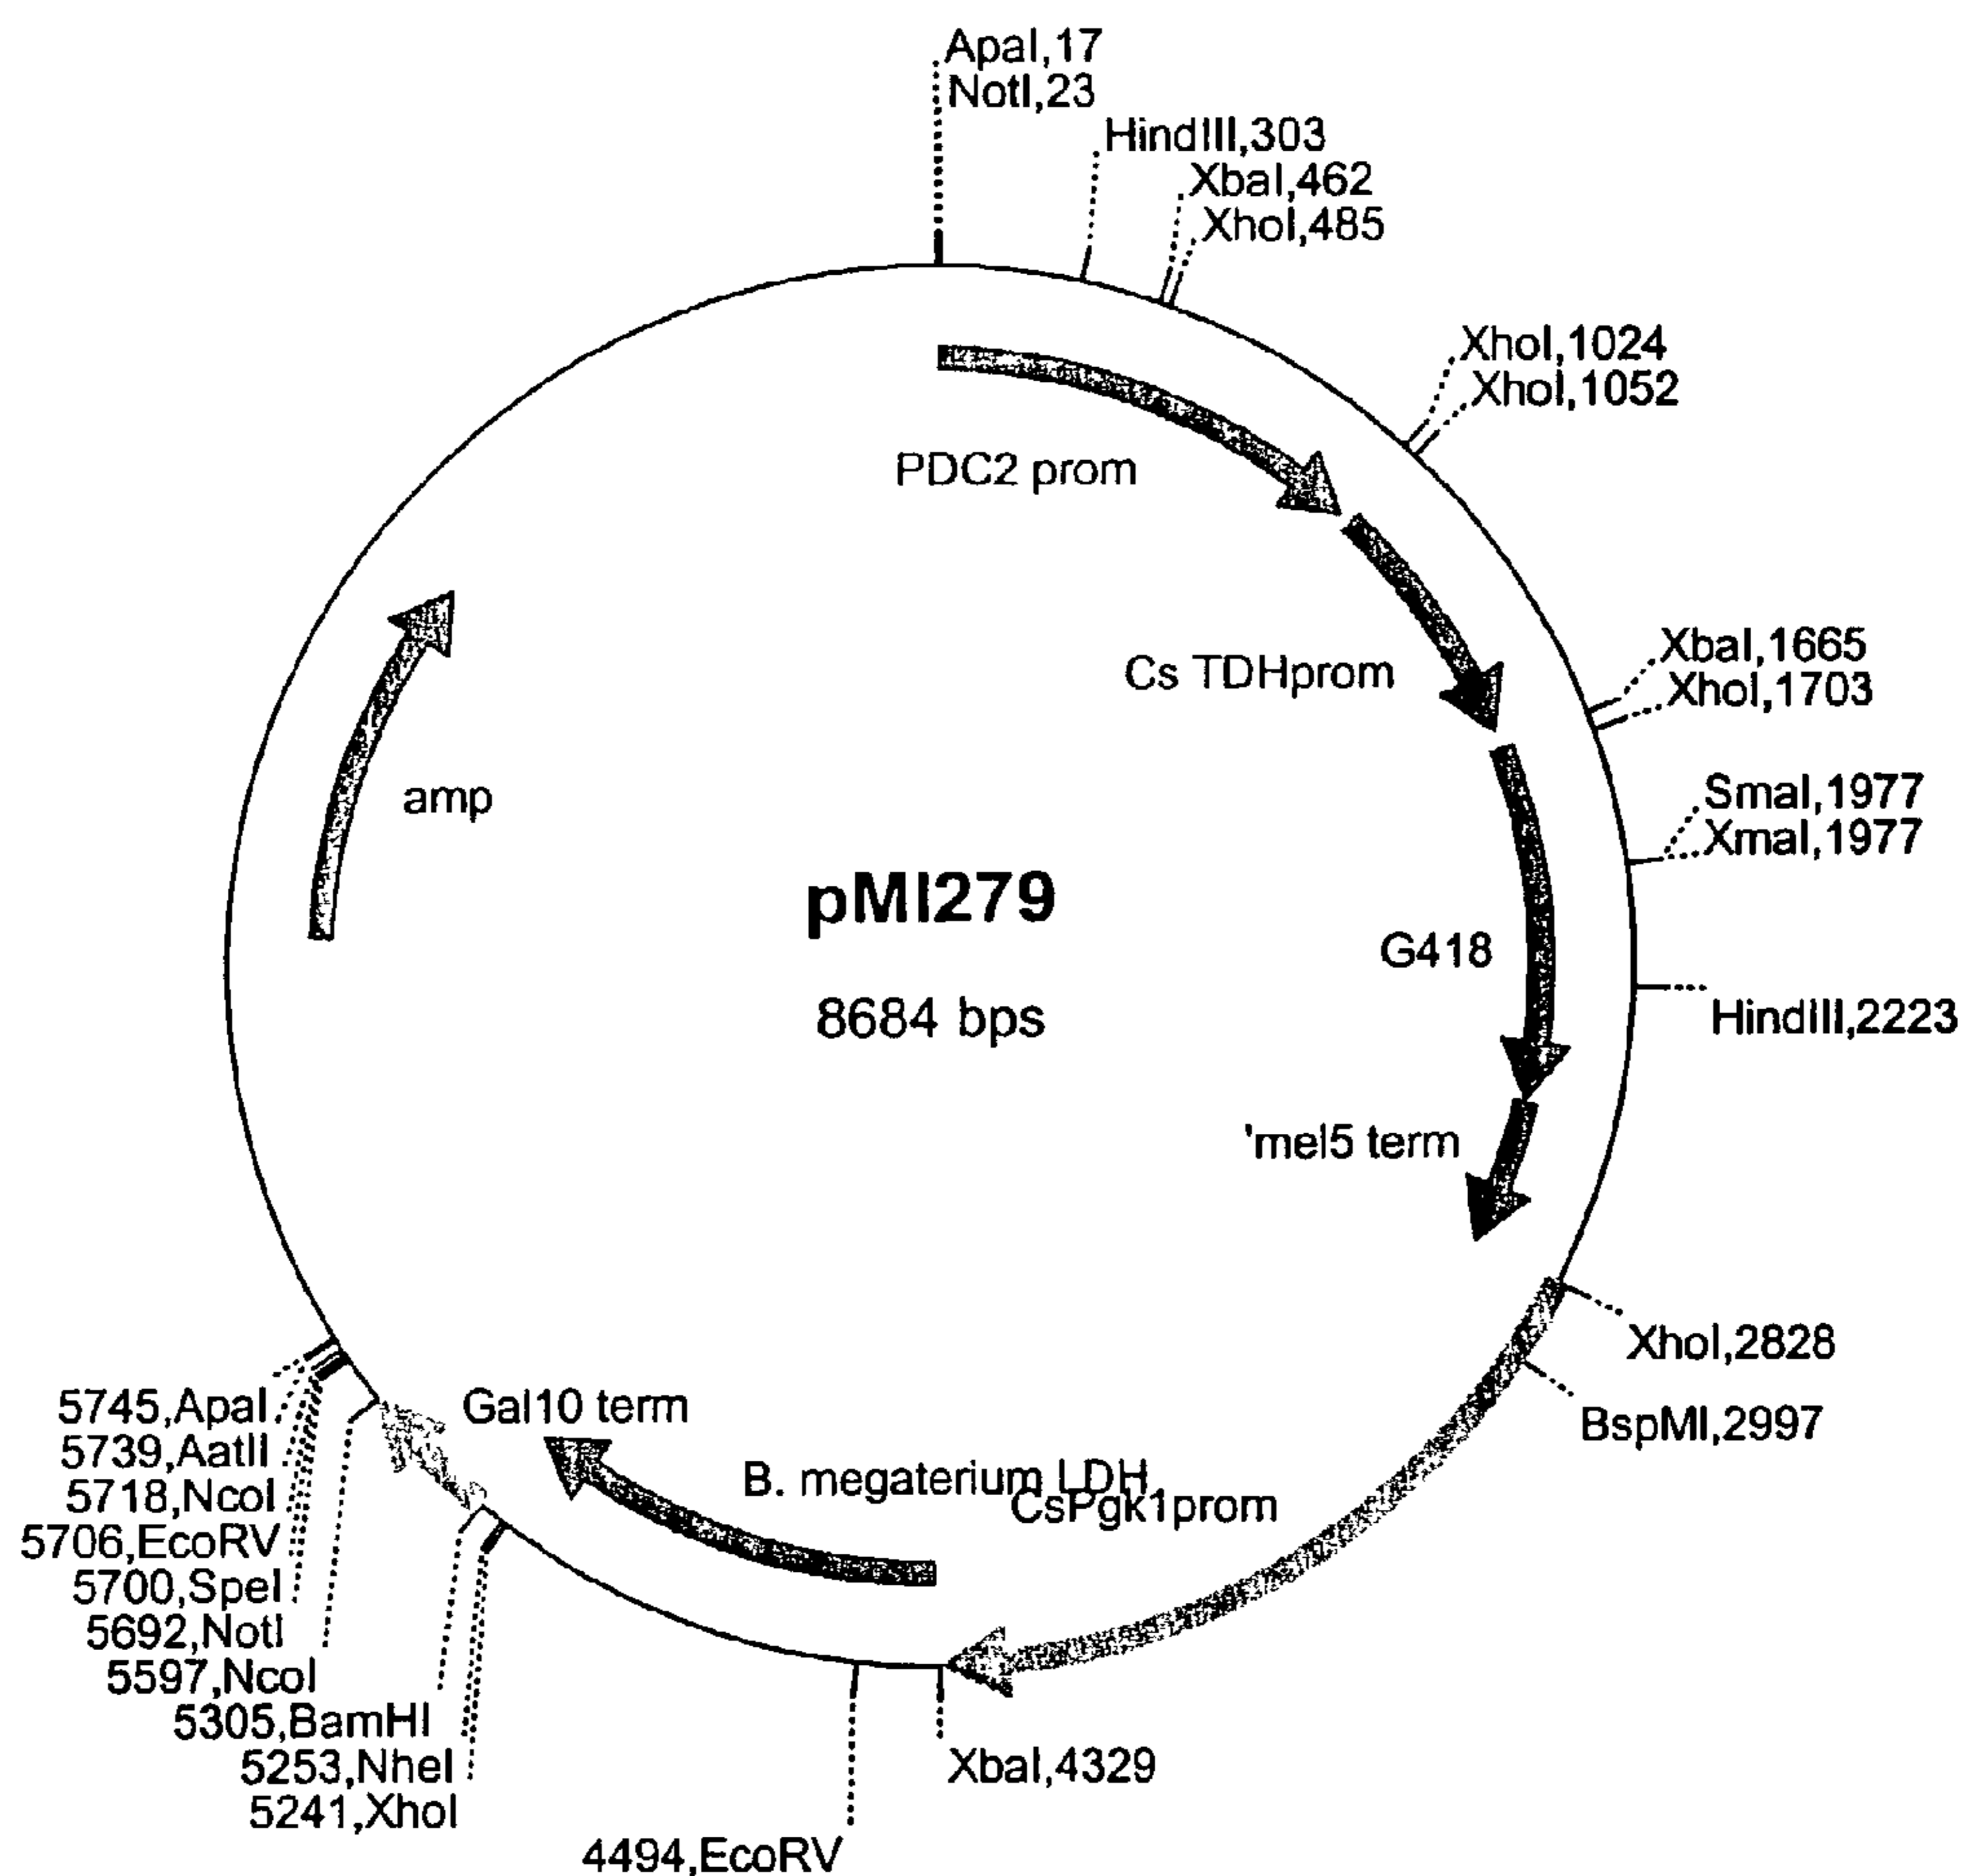 ApaI,17
NotI,23
HindIII,303
XbaI,462
XhoI,485
XhoI,1024
XhoI,1052
PDC2 prom
Cs TDHprom
XbaI,1665
XhoI,1703
amp
SmaI,1977
XmaI,1977
pMI279
8684 bps
G418
HindIII,2223
'mel5 term
XhoI,2828
BspMI,2997
Gal10 term
B. megaterium LDH
CsPgk1prom
5745,ApaI
5739,AatII
5718,NcoI
5706,EcoRV
5700,SpeI
5692,NotI
5597,NcoI
5305,BamHI
5253,NheI
5241,XhoI
XbaI,4329
4494,EcoRV